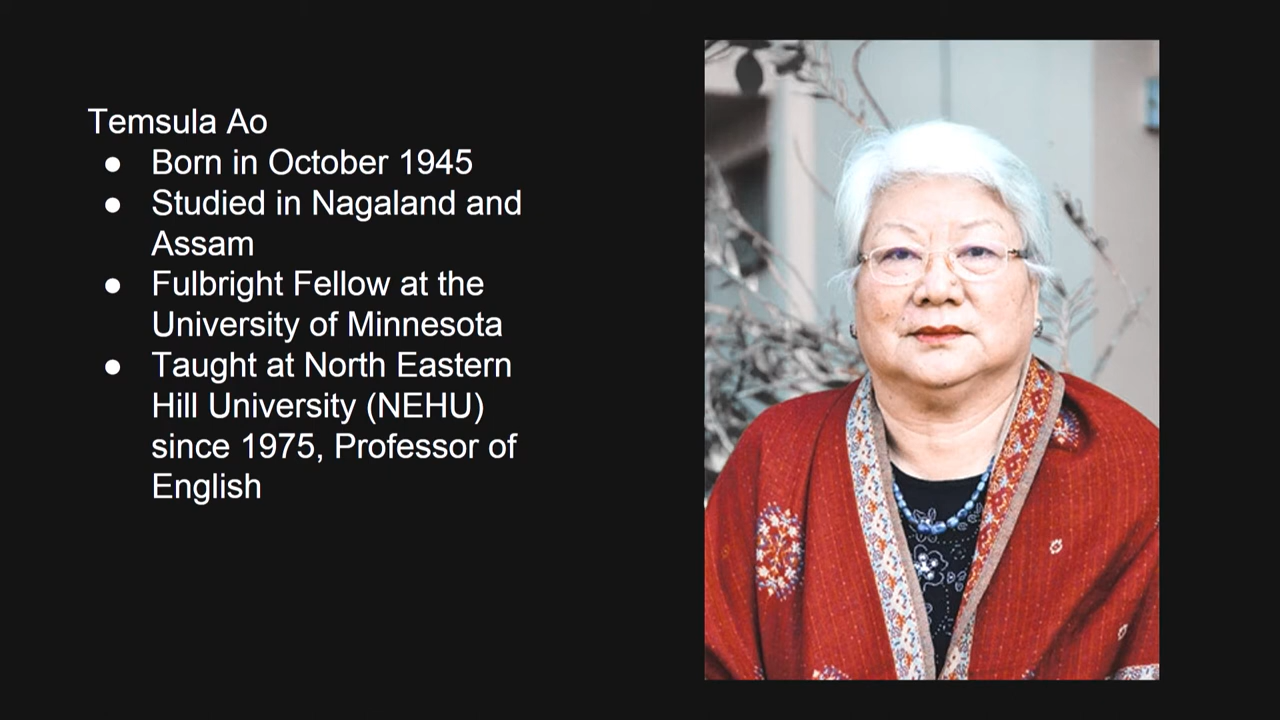 Temsula Ao
● Born in October 1945
● Studied in Nagaland and
Assam
● Fulbright Fellow at the
University of Minnesota
● Taught at North Eastern
Hill University (NEHU)
since 1975, Professor of
English